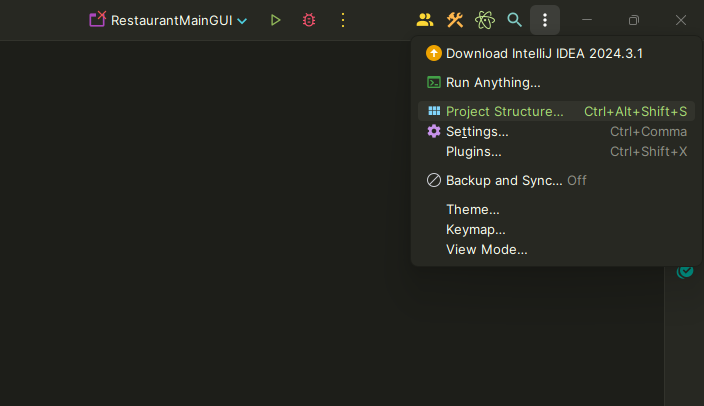 RestaurantMainGUI
Download IntelliJ IDEA 2024.3.1
Run Anything...
Project Structure... Ctrl+Alt+Shift+S
Settings... Ctrl+Comma
Plugins... Ctrl+Shift+X
Backup and Sync... Off
Theme...
Keymap...
View Mode...